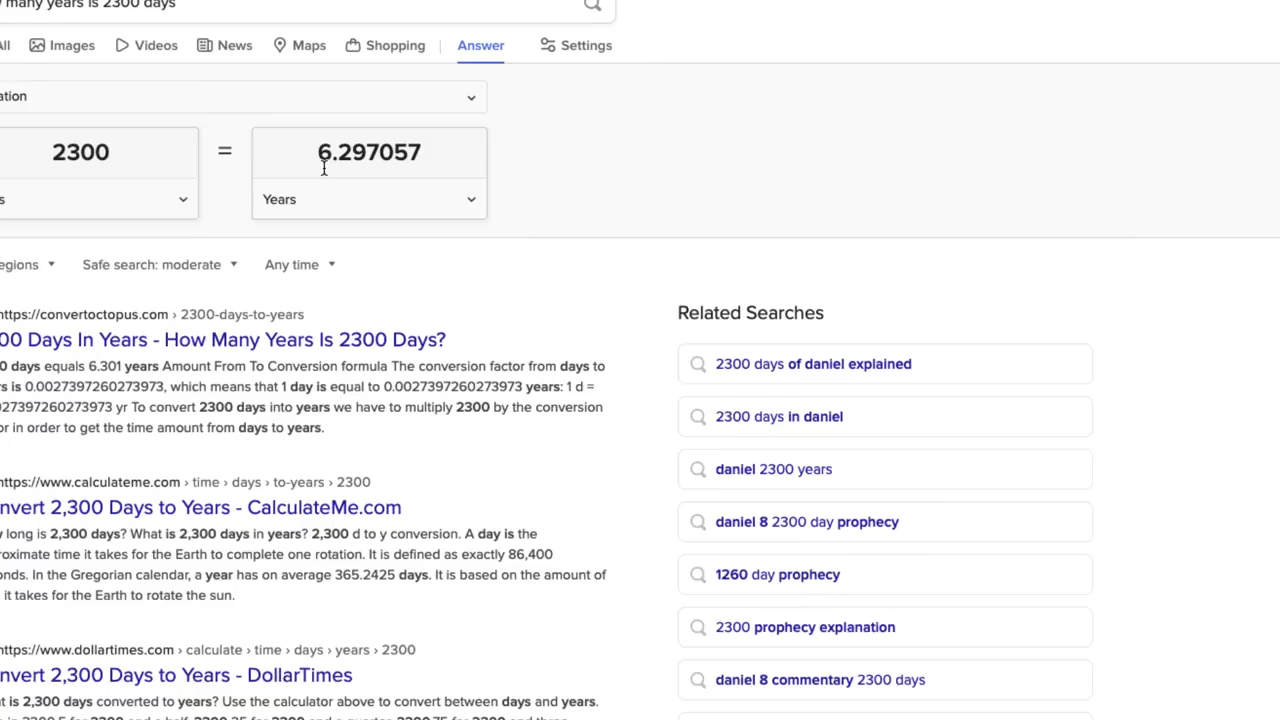 many years is 2300 days
All Images Videos News Maps Shopping Answer Settings
ation
2300 = 6.297057
s Years
egions Safe search: moderate Any time
https://convertoctopus.com › 2300-days-to-years
00 Days In Years - How Many Years Is 2300 Days?
0 days equals 6.301 years Amount From To Conversion formula The conversion factor from days to
rs is 0.0027397260273973, which means that 1 day is equal to 0.0027397260273973 years: 1 d =
027397260273973 yr To convert 2300 days into years we have to multiply 2300 by the conversion
or in order to get the time amount from days to years.
https://www.calculateme.com › time › days › to-years › 2300
nvert 2,300 Days to Years - CalculateMe.com
w long is 2,300 days? What is 2,300 days in years? 2,300 d to y conversion. A day is the
roximate time it takes for the Earth to complete one rotation. It is defined as exactly 86,400
onds. In the Gregorian calendar, a year has on average 365.2425 days. It is based on the amount of
it takes for the Earth to rotate the sun.
https://www.dollartimes.com › calculate › time › days › years › 2300
nvert 2,300 Days to Years - DollarTimes
at is 2,300 days converted to years? Use the calculator above to convert between days and years.
Related Searches
2300 days of daniel explained
2300 days in daniel
daniel 2300 years
daniel 8 2300 day prophecy
1260 day prophecy
2300 prophecy explanation
daniel 8 commentary 2300 days